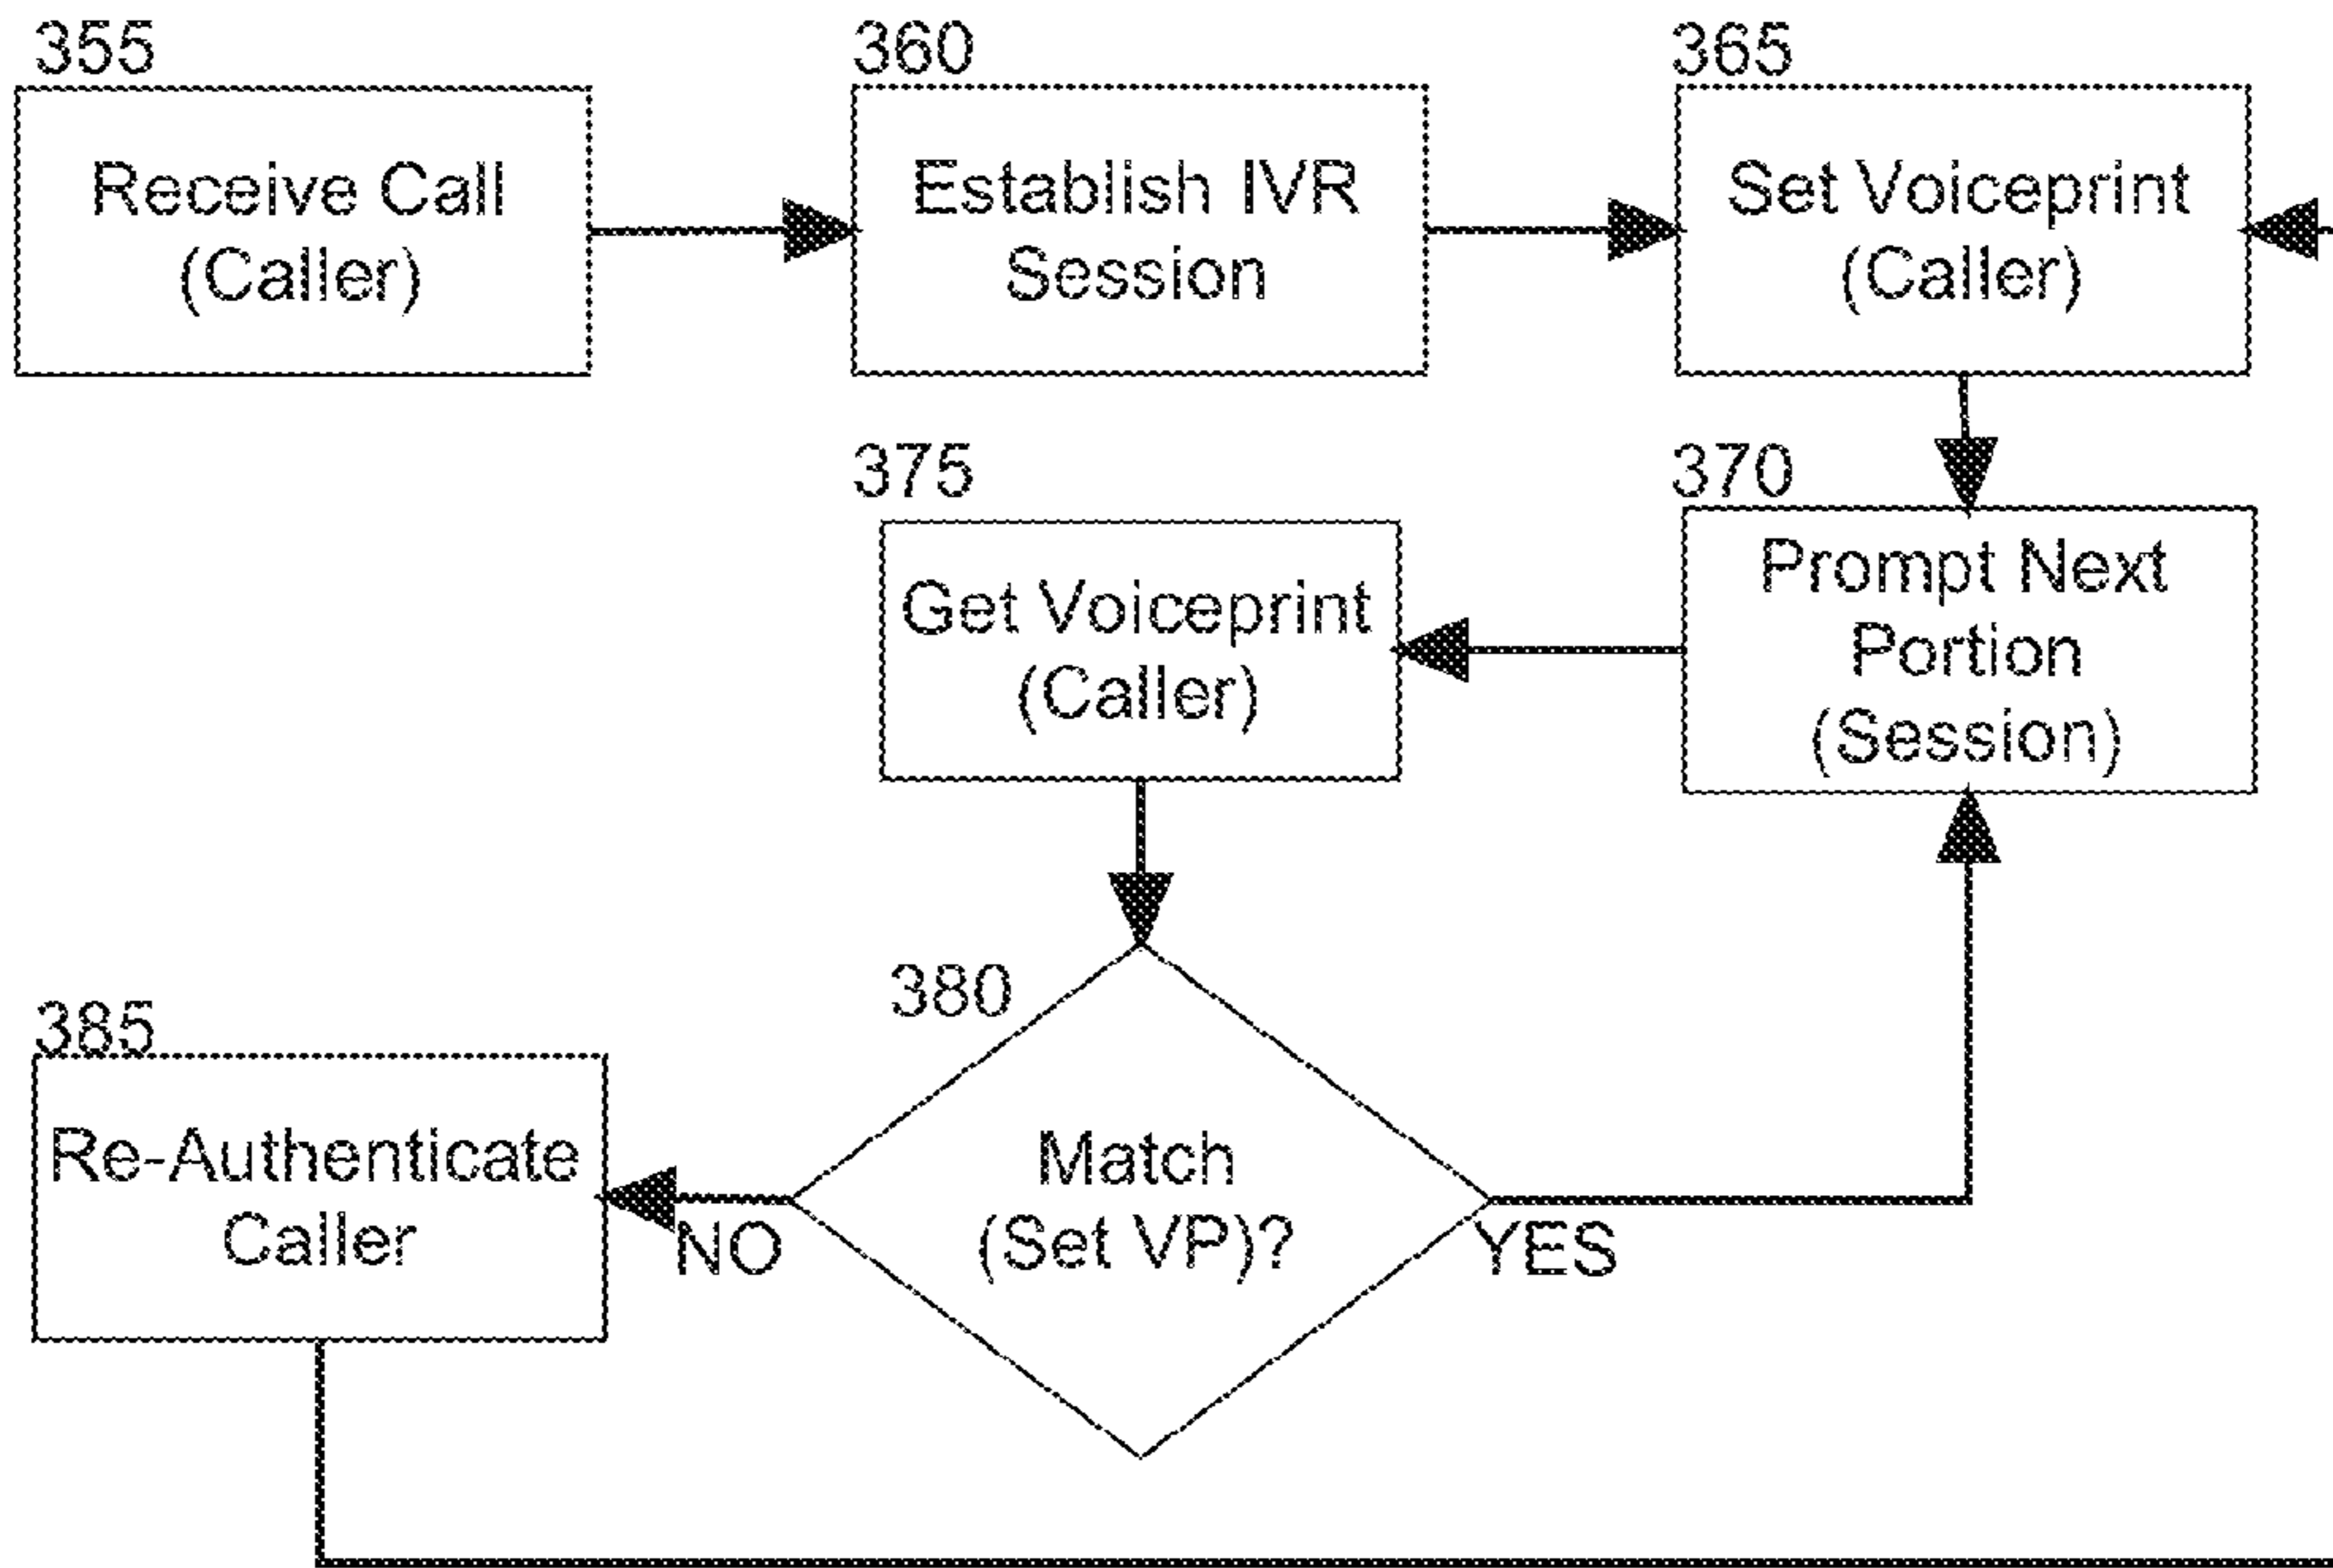 355
Receive Call
(Caller)
360
Establish IVR
Session
365
Set Voiceprint
(Caller)
375
Get Voiceprint
(Caller)
370
Prompt Next
Portion
(Session)
380
Match
(Set VP)?
NO
YES
385
Re-Authenticate
Caller